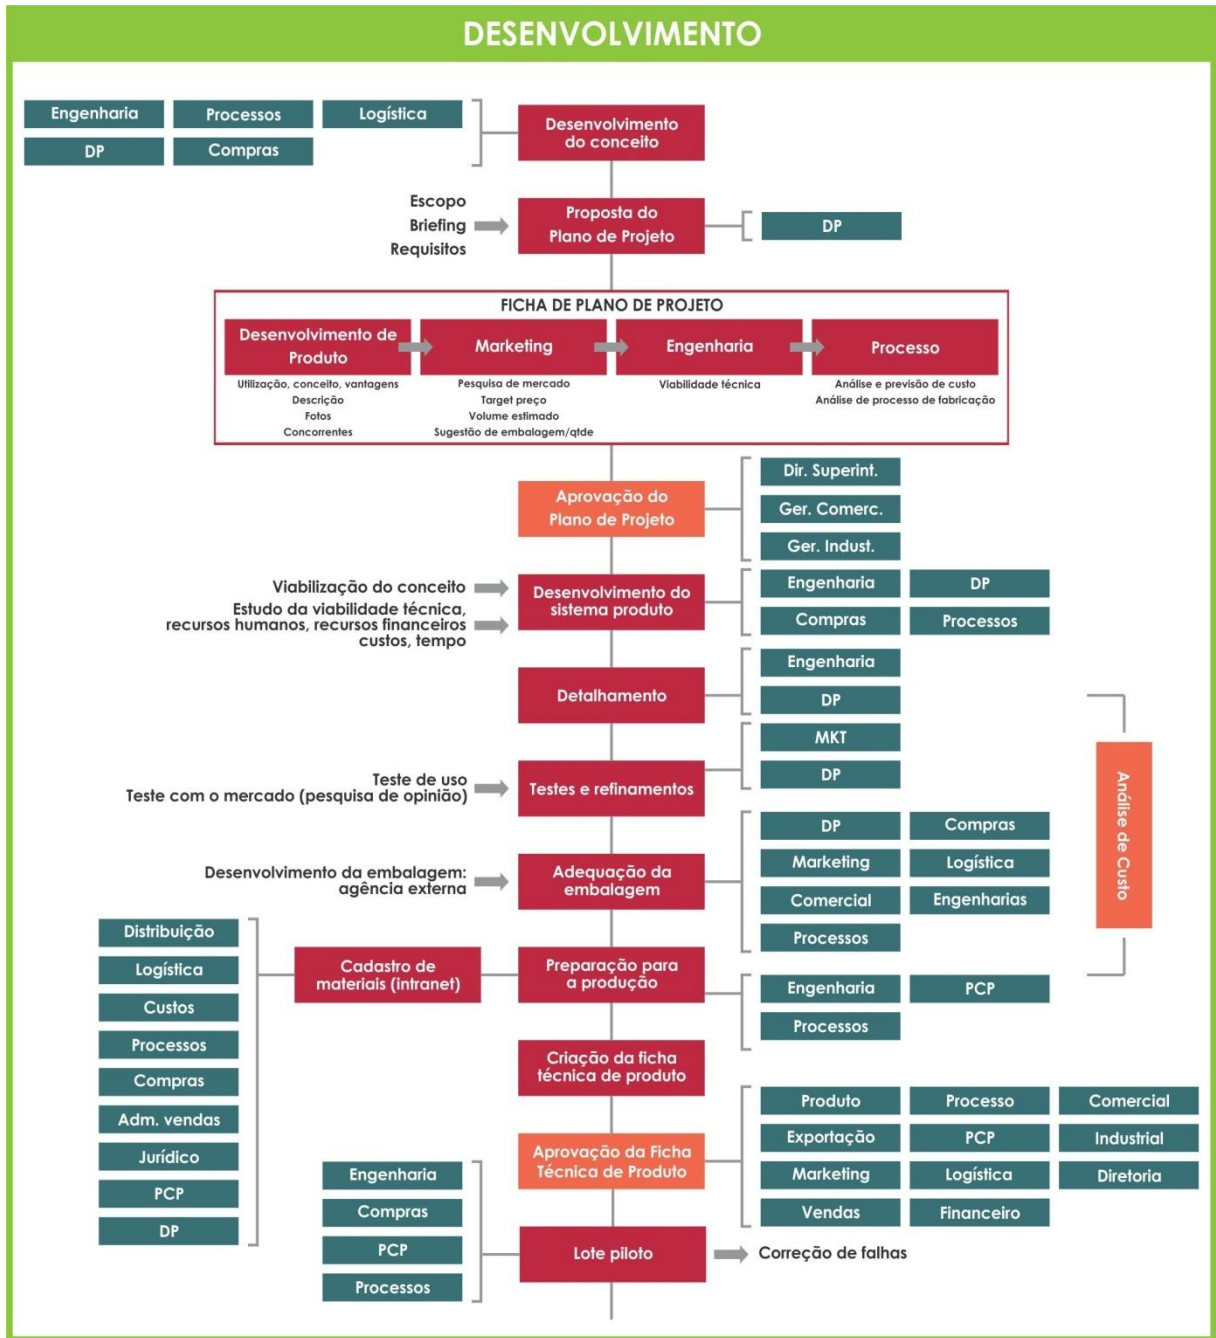 DESENVOLVIMENTO
Engenharia
Processos
Logística
DP
Compras
Desenvolvimento
do conceito
Escopo
Briefing
Requisitos
Proposta do
Plano de Projeto
DP
FICHA DE PLANO DE PROJETO
Desenvolvimento de
Produto
Marketing
Engenharia
Processo
Utilização, conceito, vantagens
Descrição
Fotos
Concorrentes
Pesquisa de mercado
Target preço
Volume estimado
Sugestão de embalagem/qtde
Viabilidade técnica
Análise e previsão de custo
Análise de processo de fabricação
Aprovação do
Plano de Projeto
Dir. Superint.
Ger. Comerc.
Ger. Indust.
Viabilização do conceito
Estudo da viabilidade técnica,
recursos humanos, recursos financeiros
custos, tempo
Desenvolvimento do
sistema produto
Engenharia
DP
Compras
Processos
Detalhamento
Engenharia
DP
Teste de uso
Teste com o mercado (pesquisa de opinião)
Testes e refinamentos
MKT
DP
Análise de Custo
Desenvolvimento da embalagem:
agência externa
Adequação da
embalagem
DP
Compras
Marketing
Logística
Comercial
Engenharias
Processos
Distribuição
Logística
Custos
Processos
Compras
Adm. vendas
Jurídico
PCP
DP
Cadastro de
materiais (intranet)
Preparação para
a produção
Engenharia
PCP
Processos
Criação da ficha
técnica de produto
Aprovação da Ficha
Técnica de Produto
Produto
Processo
Comercial
Exportação
PCP
Industrial
Marketing
Logística
Diretoria
Vendas
Financeiro
Engenharia
Compras
PCP
Processos
Lote piloto
Correção de falhas